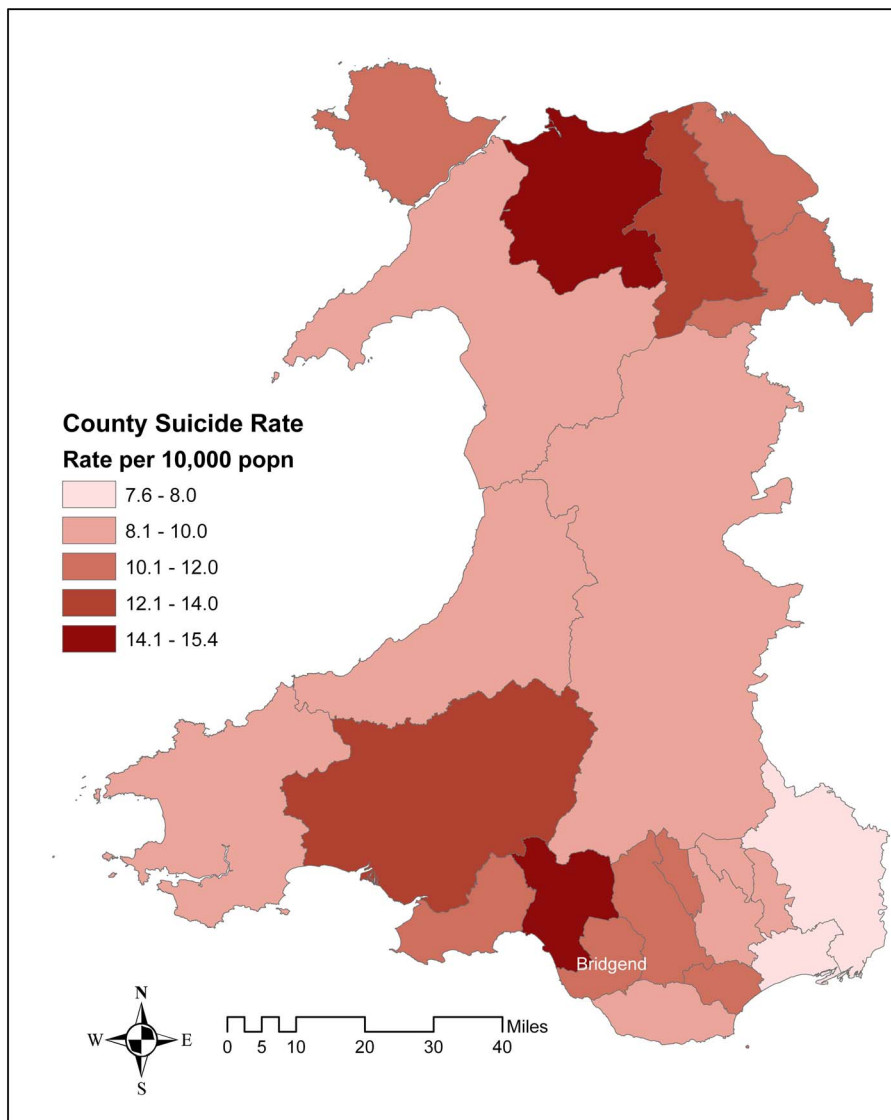 County Suicide Rate
Rate per 10,000 popn
7.6 - 8.0
8.1 - 10.0
10.1 - 12.0
12.1 - 14.0
14.1 - 15.4
Bridgend
N
W E
S
Miles
0 5 10 20 30 40